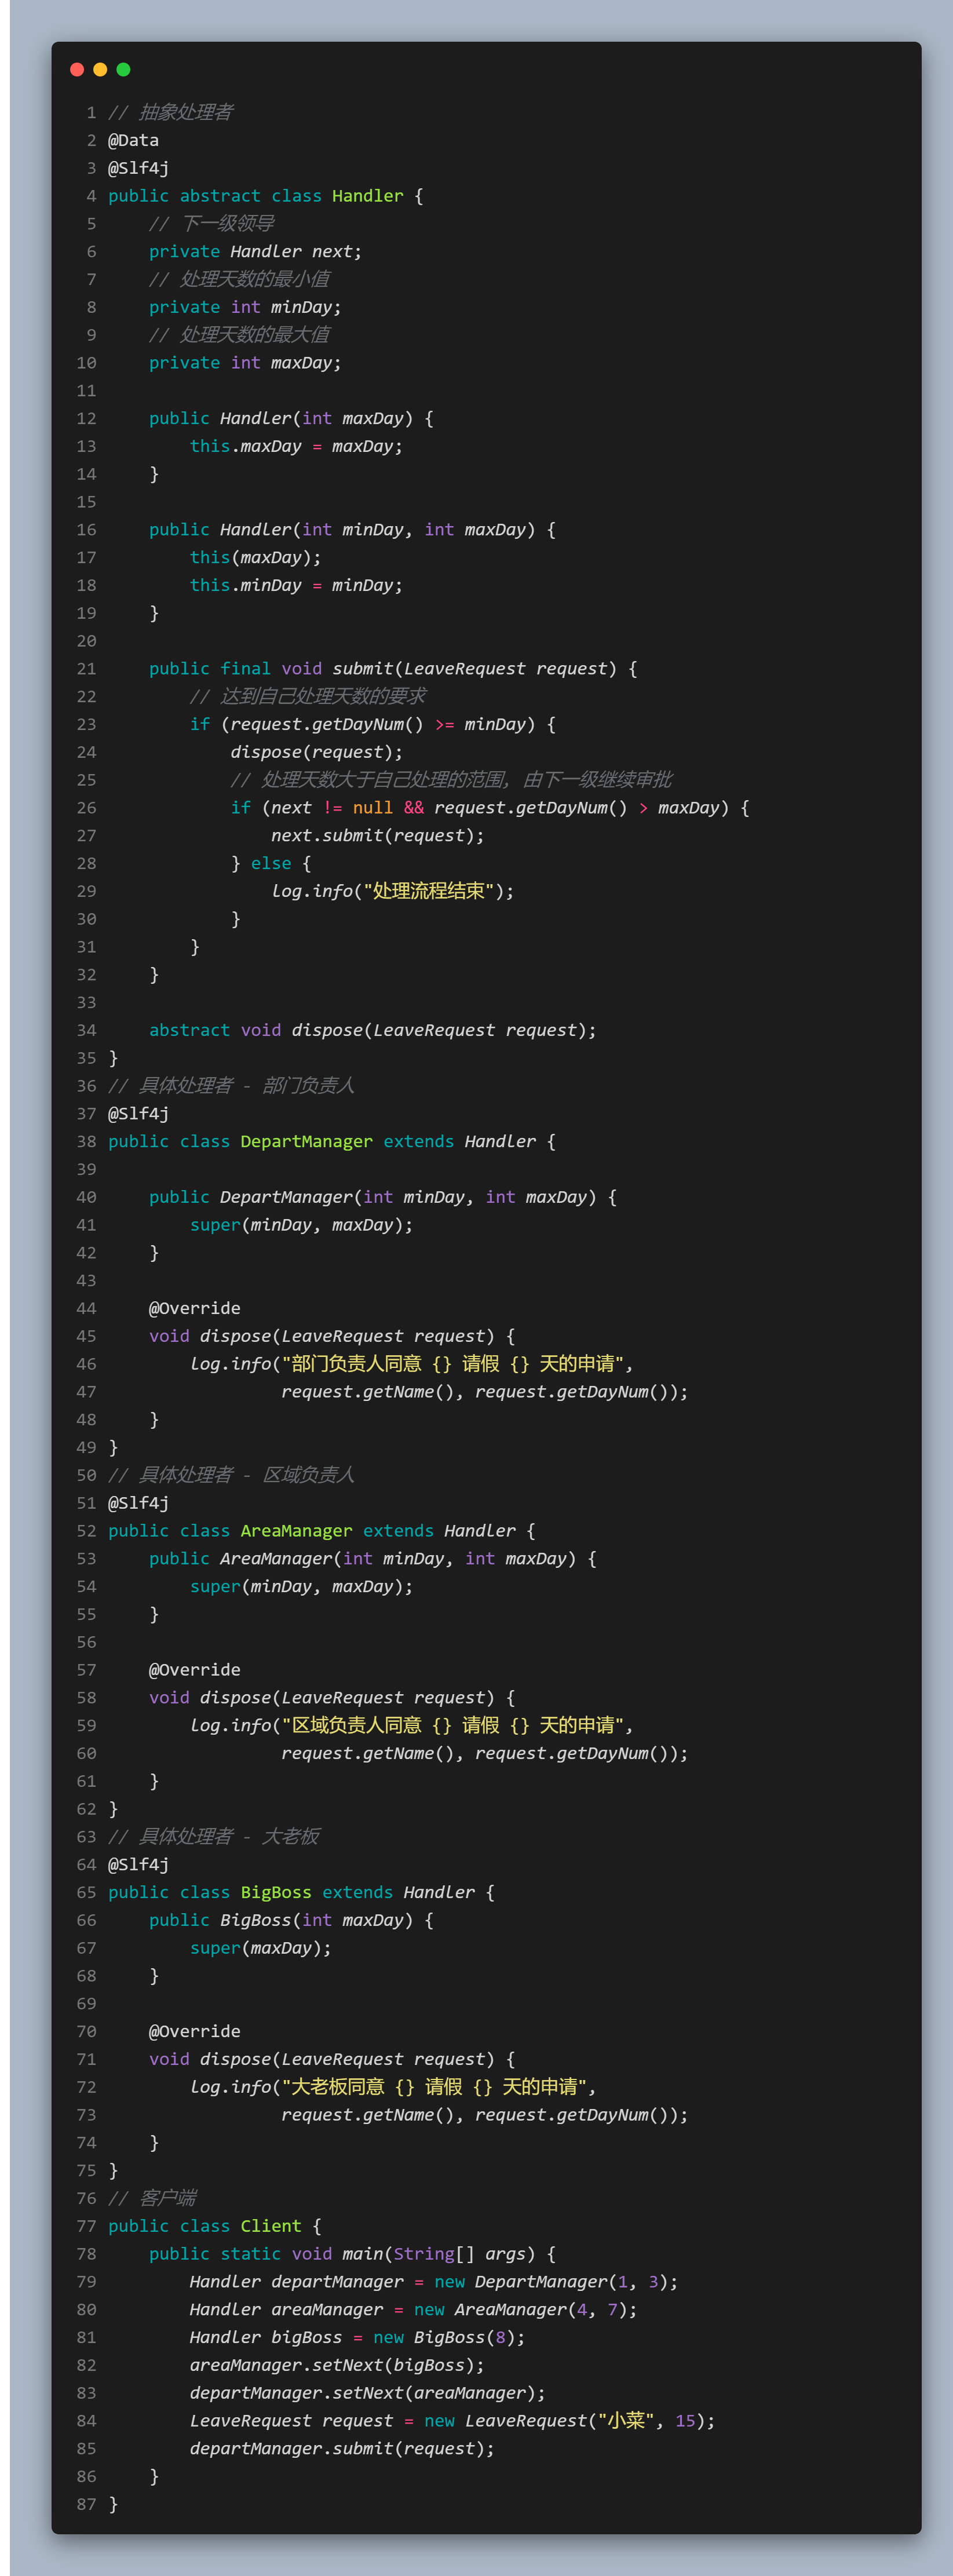 1 // 抽象处理者
2 @Data
3 @Slf4j
4 public abstract class Handler {
5     // 下一级领导
6     private Handler next;
7     // 处理天数的最小值
8     private int minDay;
9     // 处理天数的最大值
10     private int maxDay;
11
12     public Handler(int maxDay) {
13         this.maxDay = maxDay;
14     }
15
16     public Handler(int minDay, int maxDay) {
17         this(maxDay);
18         this.minDay = minDay;
19     }
20
21     public final void submit(LeaveRequest request) {
22         // 达到自己处理天数的要求
23         if (request.getDayNum() >= minDay) {
24             dispose(request);
25             // 处理天数大于自己处理的范围, 由下一级继续审批
26             if (next != null && request.getDayNum() > maxDay) {
27                 next.submit(request);
28             } else {
29                 log.info("处理流程结束");
30             }
31         }
32     }
33
34     abstract void dispose(LeaveRequest request);
35 }
36 // 具体处理者 - 部门负责人
37 @Slf4j
38 public class DepartManager extends Handler {
39
40     public DepartManager(int minDay, int maxDay) {
41         super(minDay, maxDay);
42     }
43
44     @Override
45     void dispose(LeaveRequest request) {
46         log.info("部门负责人同意 {} 请假 {} 天的申请",
47                  request.getName(), request.getDayNum());
48     }
49 }
50 // 具体处理者 - 区域负责人
51 @Slf4j
52 public class AreaManager extends Handler {
53     public AreaManager(int minDay, int maxDay) {
54         super(minDay, maxDay);
55     }
56
57     @Override
58     void dispose(LeaveRequest request) {
59         log.info("区域负责人同意 {} 请假 {} 天的申请",
60                  request.getName(), request.getDayNum());
61     }
62 }
63 // 具体处理者 - 大老板
64 @Slf4j
65 public class BigBoss extends Handler {
66     public BigBoss(int maxDay) {
67         super(maxDay);
68     }
69
70     @Override
71     void dispose(LeaveRequest request) {
72         log.info("大老板同意 {} 请假 {} 天的申请",
73                  request.getName(), request.getDayNum());
74     }
75 }
76 // 客户端
77 public class Client {
78     public static void main(String[] args) {
79         Handler departManager = new DepartManager(1, 3);
80         Handler areaManager = new AreaManager(4, 7);
81         Handler bigBoss = new BigBoss(8);
82         areaManager.setNext(bigBoss);
83         departManager.setNext(areaManager);
84         LeaveRequest request = new LeaveRequest("小菜", 15);
85         departManager.submit(request);
86     }
87 }